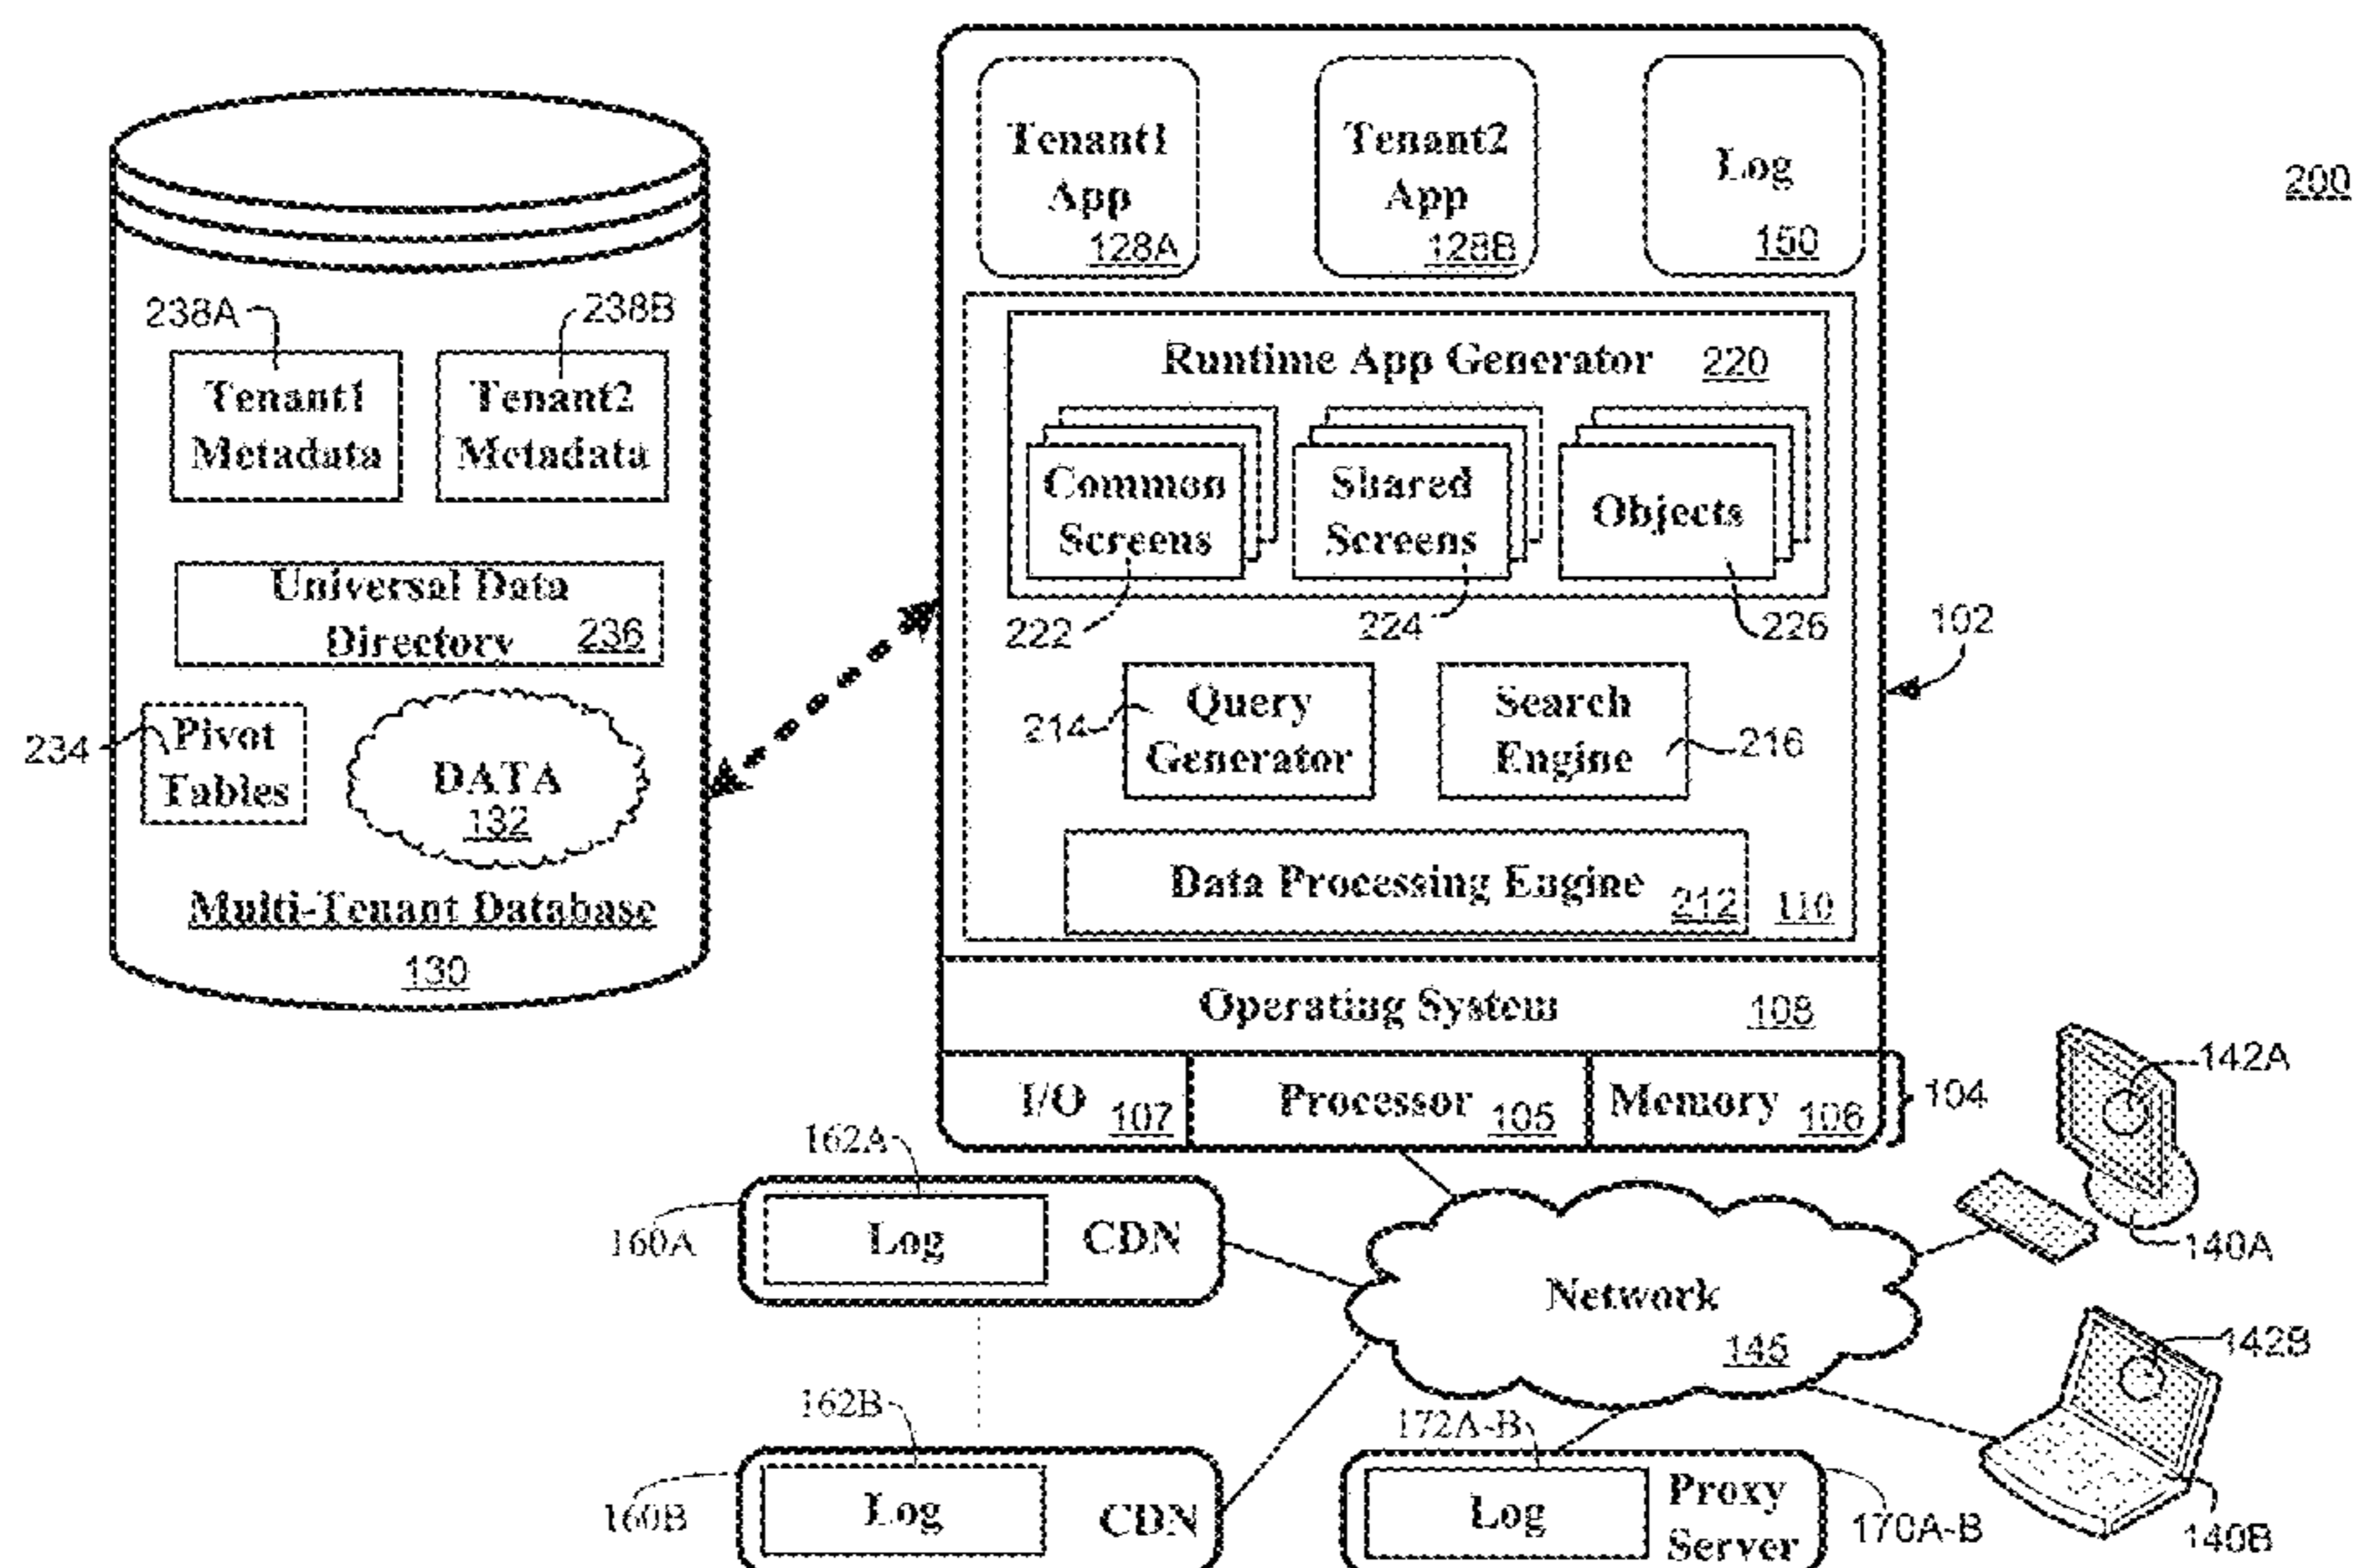 200
Tenant1
App
128A
Tenant2
App
128B
Log
150
238A
238B
Tenant1
Metadata
Tenant2
Metadata
Universal Data
Directory 236
234
Pivot
Tables
DATA
132
Multi-Tenant Database
130
Runtime App Generator 220
Common
Screens
Shared
Screens
Objects
222
224
226
102
214
Query
Generator
Search
Engine
216
Data Processing Engine 212
110
Operating System 108
I/O 107
Processor 105
Memory 106
104
162A
160A
Log
CDN
Network
145
142A
140A
142B
140B
162B
160B
Log
CDN
172A-B
Log
Proxy
Server
170A-B